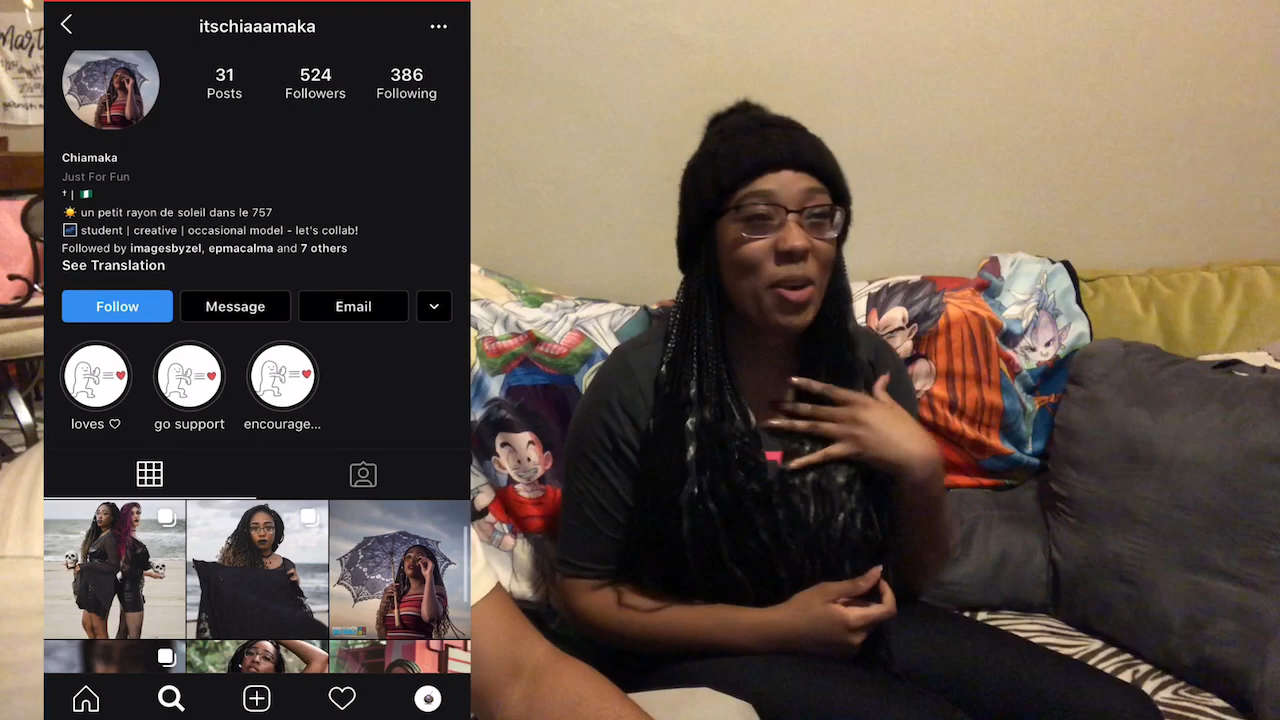 itschiaaamaka
31 524 386
Posts Followers Following
Chiamaka
Just For Fun
† | 🇳🇬
☀️ un petit rayon de soleil dans le 757
🌌 student | creative | occasional model - let's collab!
Followed by imagesbyzel, epmacalma and 7 others
See Translation
Follow Message Email
loves ♡ go support encourage...